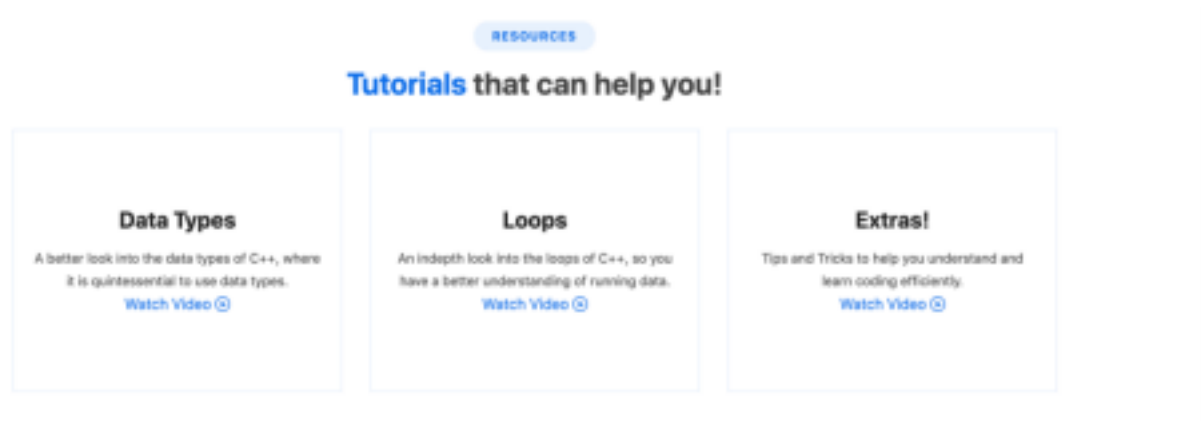 RESOURCES
Tutorials that can help you!
Data Types
A better look into the data types of C++, where
it is quintessential to use data types.
Watch Video
Loops
An indepth look into the loops of C++, so you
have a better understanding of running data.
Watch Video
Extras!
Tips and Tricks to help you understand and
learn coding efficiently.
Watch Video